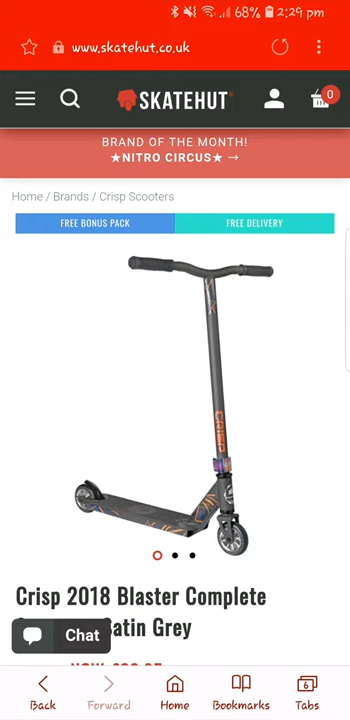 68% 2:29 pm
www.skatehut.co.uk
SKATEHUT
0
BRAND OF THE MONTH!
★NITRO CIRCUS★ →
Home / Brands / Crisp Scooters
FREE BONUS PACK FREE DELIVERY
CRISP
Crisp 2018 Blaster Complete
Satin Grey
Chat
6
Back Forward Home Bookmarks Tabs